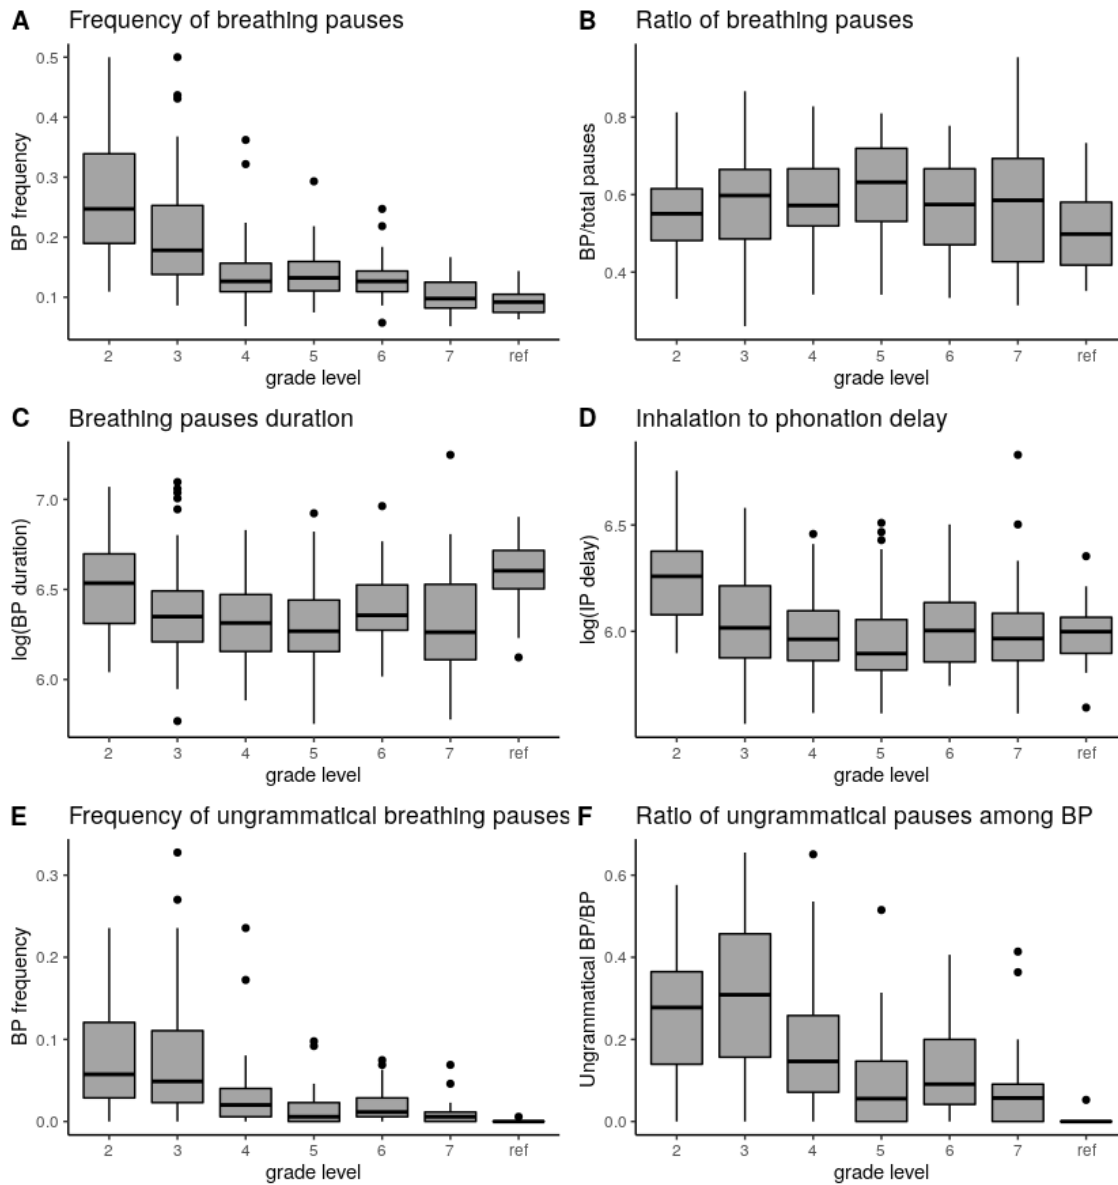 A Frequency of breathing pauses
BP frequency
0.5
0.4
0.3
0.2
0.1
2 3 4 5 6 7 ref
grade level
B Ratio of breathing pauses
BP/total pauses
0.8
0.6
0.4
2 3 4 5 6 7 ref
grade level
C Breathing pauses duration
log(BP duration)
7.0
6.5
6.0
2 3 4 5 6 7 ref
grade level
D Inhalation to phonation delay
log(IP delay)
6.5
6.0
2 3 4 5 6 7 ref
grade level
E Frequency of ungrammatical breathing pauses
BP frequency
0.3
0.2
0.1
0.0
2 3 4 5 6 7 ref
grade level
F Ratio of ungrammatical pauses among BP
Ungrammatical BP/BP
0.6
0.4
0.2
0.0
2 3 4 5 6 7 ref
grade level